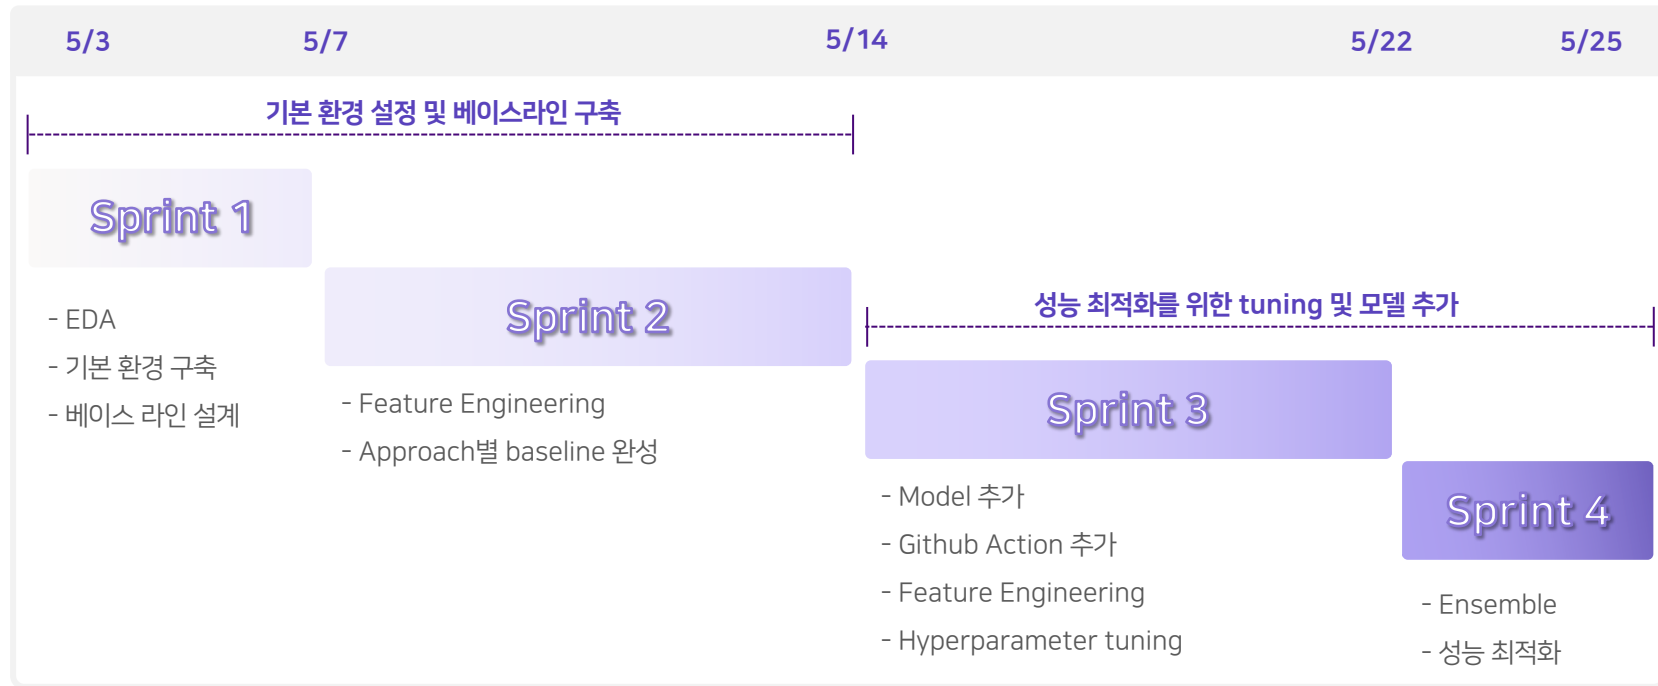 5/3 5/7 5/14 5/22 5/25
기본 환경 설정 및 베이스라인 구축
Sprint 1
- EDA
- 기본 환경 구축
- 베이스 라인 설계
Sprint 2
- Feature Engineering
- Approach별 baseline 완성
성능 최적화를 위한 tuning 및 모델 추가
Sprint 3
- Model 추가
- Github Action 추가
- Feature Engineering
- Hyperparameter tuning
Sprint 4
- Ensemble
- 성능 최적화